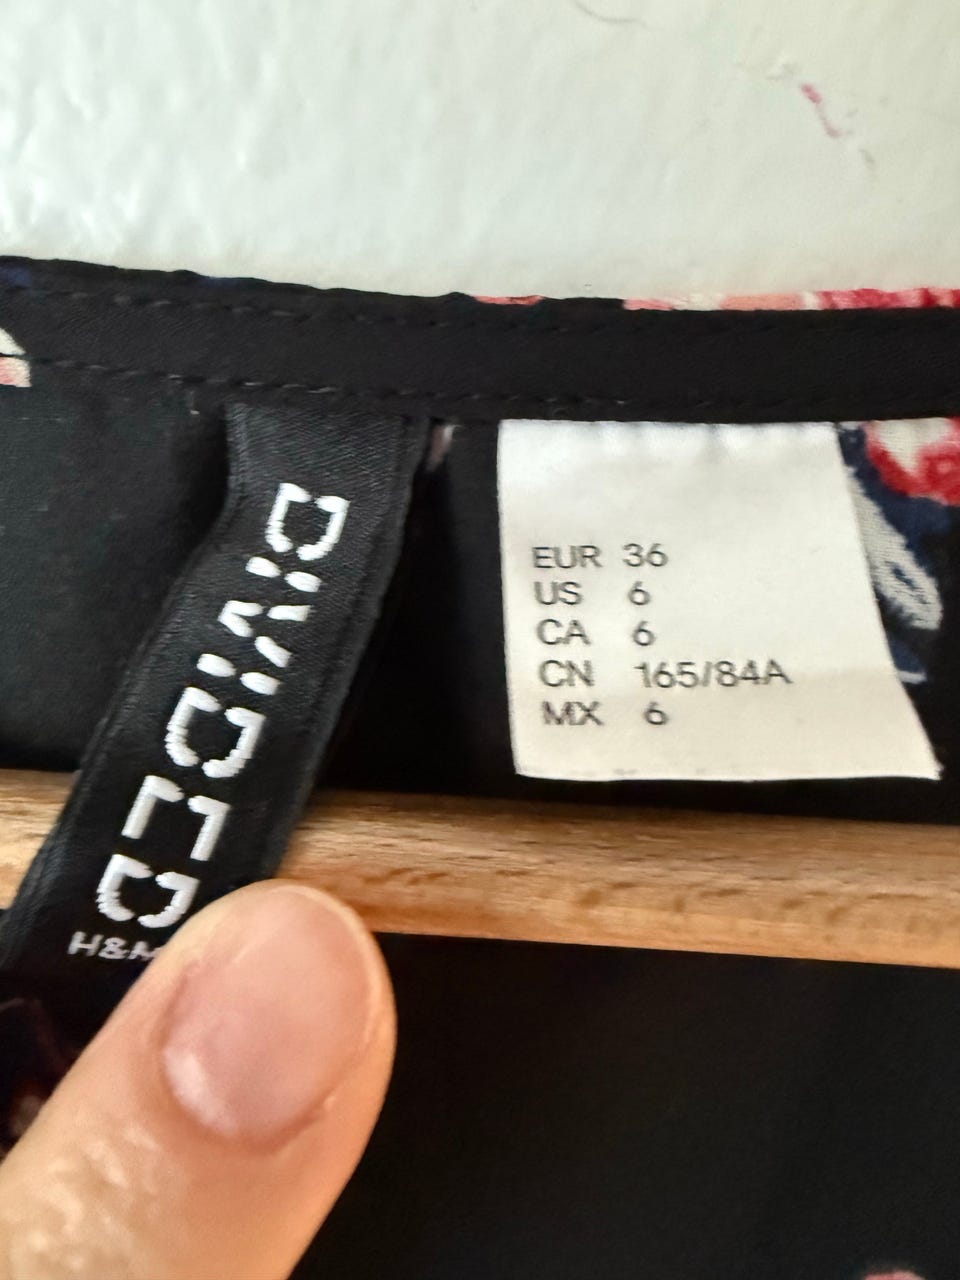 DIVIDED
H&M
EUR 36
US 6
CA 6
CN 165/84A
MX 6